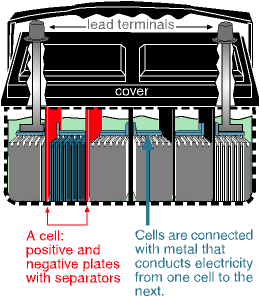 lead terminals
cover
A cell:
positive and
negative plates
with separators
Cells are connected
with metal that
conducts electricity
from one cell to the
next.